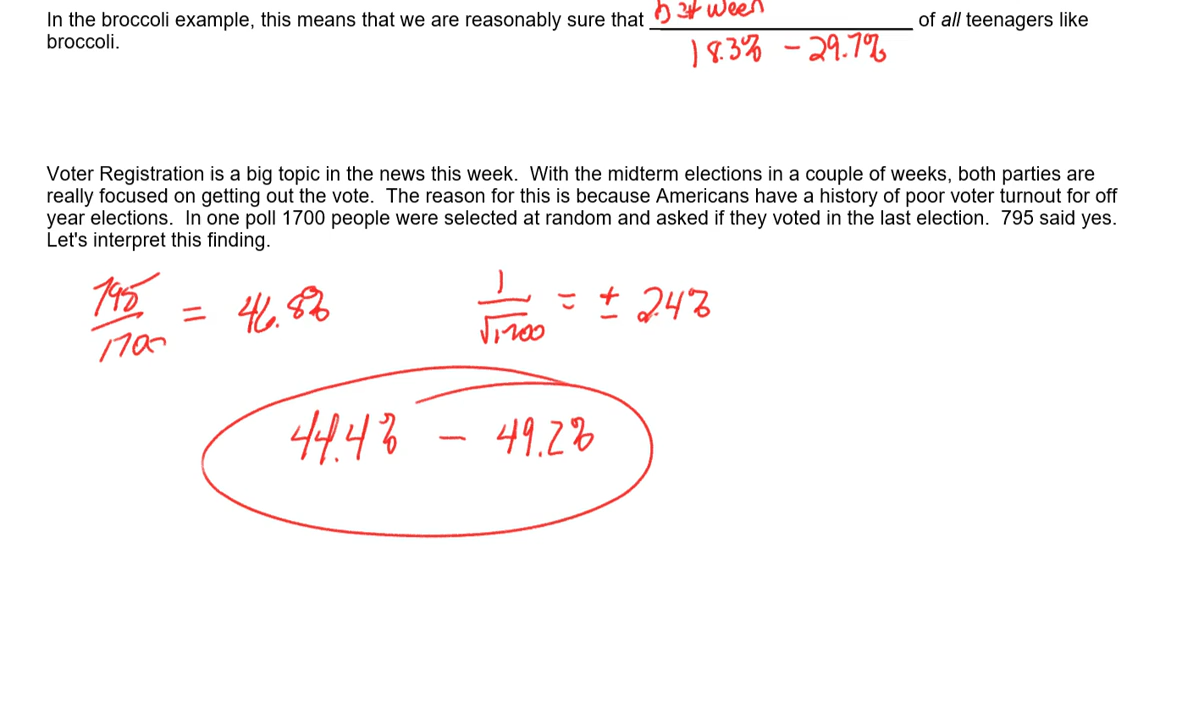 In the broccoli example, this means that we are reasonably sure that between of all teenagers like
broccoli.
18.3% - 29.7%
Voter Registration is a big topic in the news this week. With the midterm elections in a couple of weeks, both parties are
really focused on getting out the vote. The reason for this is because Americans have a history of poor voter turnout for off
year elections. In one poll 1700 people were selected at random and asked if they voted in the last election. 795 said yes.
Let's interpret this finding.
795/1700 = 46.8% 1/√1700 = ± 2.4%
44.4% - 49.2%